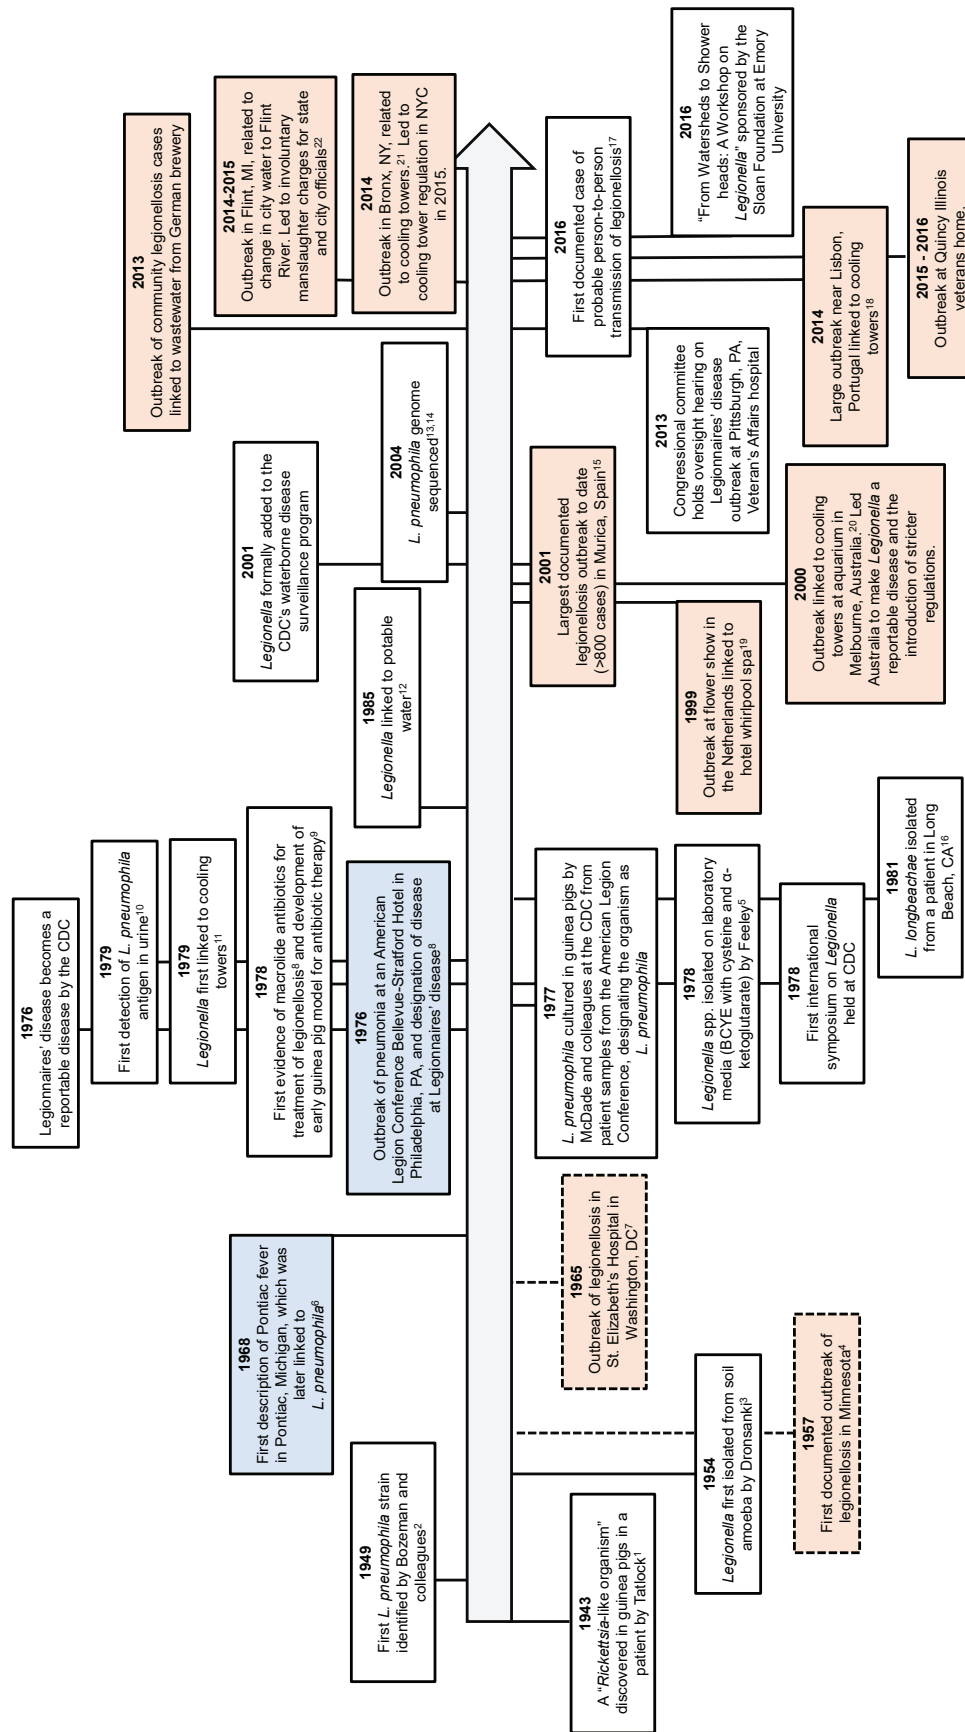 1976
Legionnaires’ disease becomes a
reportable disease by the CDC
1979
First detection of L. pneumophila
antigen in urine10
1979
Legionella first linked to cooling
towers11
1978
First evidence of macrolide antibiotics for
treatment of legionellosis8 and development of
early guinea pig model for antibiotic therapy9
1976
Outbreak of pneumonia at an American
Legion Conference Bellevue-Stratford Hotel in
Philadelphia, PA, and designation of disease
at Legionnaires’ disease8
1968
First description of Pontiac fever
in Pontiac, Michigan, which was
later linked to
L. pneumophila6
1949
First L. pneumophila strain
identified by Bozeman and
colleagues2
2001
Legionella formally added to the
CDC’s waterborne disease
surveillance program
1985
Legionella linked to potable
water12
2004
L. pneumophila genome
sequenced13,14
2013
Outbreak of community legionellosis cases
linked to wastewater from German brewery
2014-2015
Outbreak in Flint, MI, related to
change in city water to Flint
River. Led to involuntary
manslaughter charges for state
and city officials22
2014
Outbreak in Bronx, NY, related
to cooling towers.21 Led to
cooling tower regulation in NYC
in 2015.
1943
A “Rickettsia-like organism”
discovered in guinea pigs in a
patient by Tatlock1
1954
Legionella first isolated from soil
amoeba by Dronsanki3
1957
First documented outbreak of
legionellosis in Minnesota4
1965
Outbreak of legionellosis in
St. Elizabeth’s Hospital in
Washington, DC7
1977
L. pneumophila cultured in guinea pigs by
McDade and colleagues at the CDC from
patient samples from the American Legion
Conference, designating the organism as
L. pneumophila
1978
Legionella spp. isolated on laboratory
media (BCYE with cysteine and α-
ketoglutarate) by Feeley5
1978
First international
symposium on Legionella
held at CDC
1981
L. longbeachae isolated
from a patient in Long
Beach, CA16
2001
Largest documented
legionellosis outbreak to date
(>800 cases) in Murica, Spain15
1999
Outbreak at flower show in
the Netherlands linked to
hotel whirlpool spa19
2000
Outbreak linked to cooling
towers at aquarium in
Melbourne, Australia.20 Led
Australia to make Legionella a
reportable disease and the
introduction of stricter
regulations.
2016
First documented case of
probable person-to-person
transmission of legionellosis17
2013
Congressional committee
holds oversight hearing on
Legionnaires’ disease
outbreak at Pittsburgh, PA,
Veteran’s Affairs hospital
2016
“From Watersheds to Shower
heads: A Workshop on
Legionella” sponsored by the
Sloan Foundation at Emory
University
2014
Large outbreak near Lisbon,
Portugal linked to cooling
towers18
2015 - 2016
Outbreak at Quincy Illinois
veterans home.